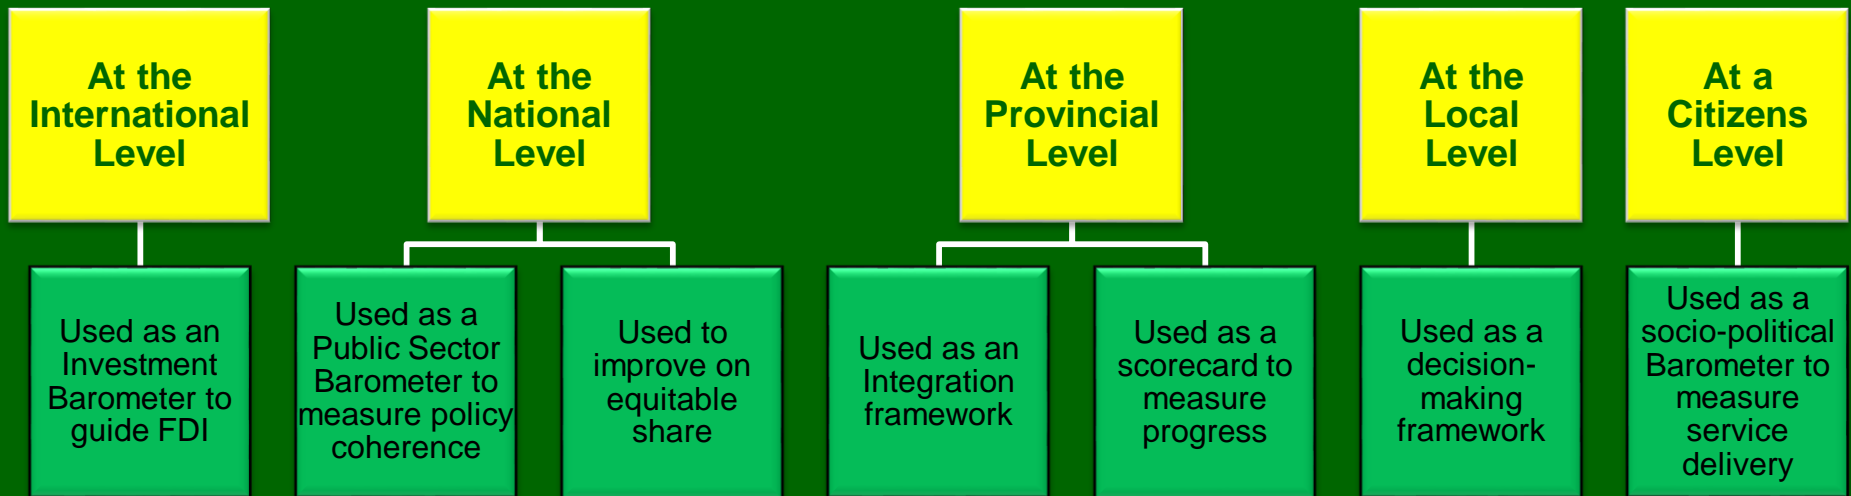 At the
International
Level
At the
National
Level
At the
Provincial
Level
At the
Local
Level
At a
Citizens
Level
Used as an
Investment
Barometer to
guide FDI
Used as a
Public Sector
Barometer to
measure policy
coherence
Used to
improve on
equitable
share
Used as an
Integration
framework
Used as a
scorecard to
measure
progress
Used as a
decision-
making
framework
Used as a
socio-political
Barometer to
measure
service
delivery